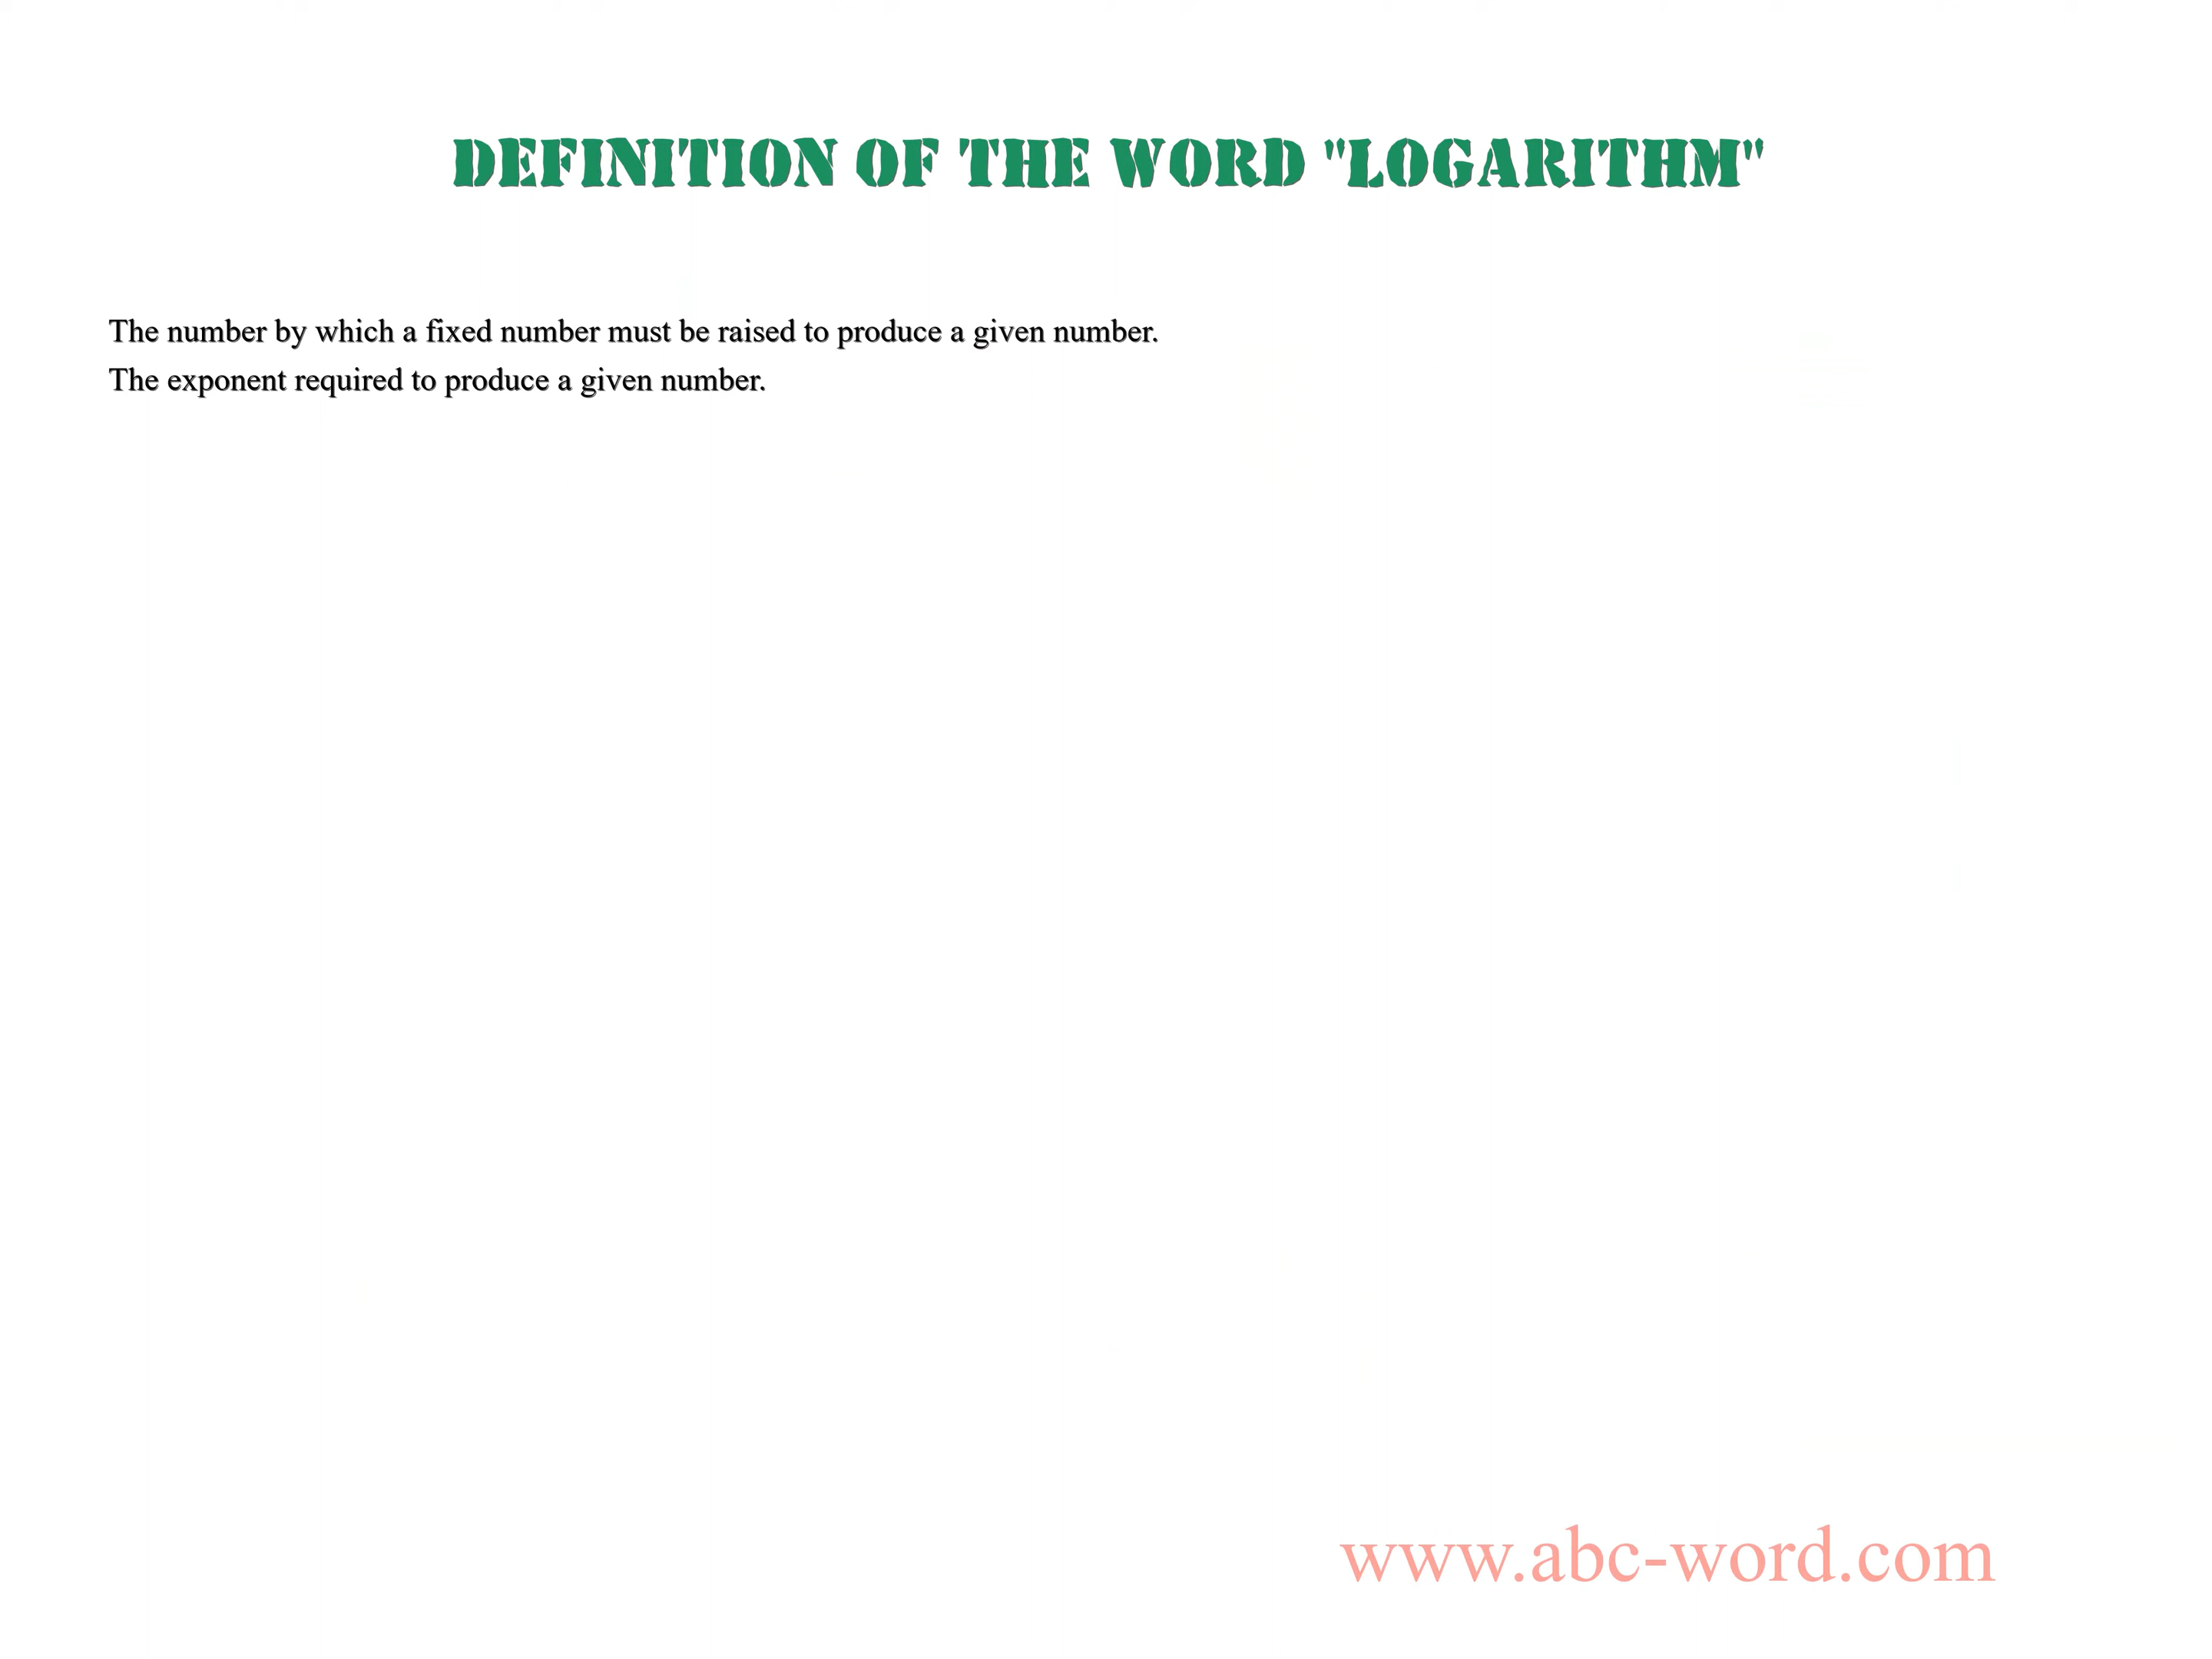 DEFINITION OF THE WORD "LOGARITHM"
The number by which a fixed number must be raised to produce a given number.
The exponent required to produce a given number.
www.abc-word.com